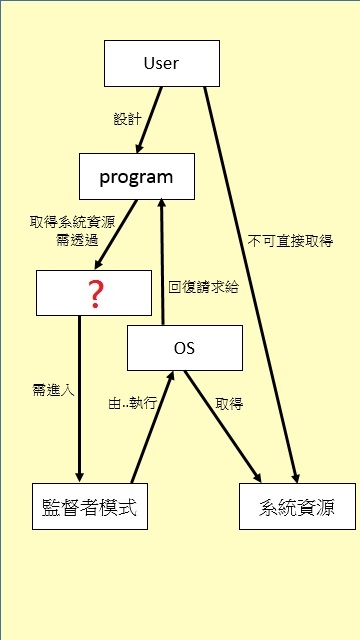 User
設計
program
取得系統資源
需透過
不可直接取得
?
回復請求給
OS
需進入
由..執行
取得
監督者模式
系統資源